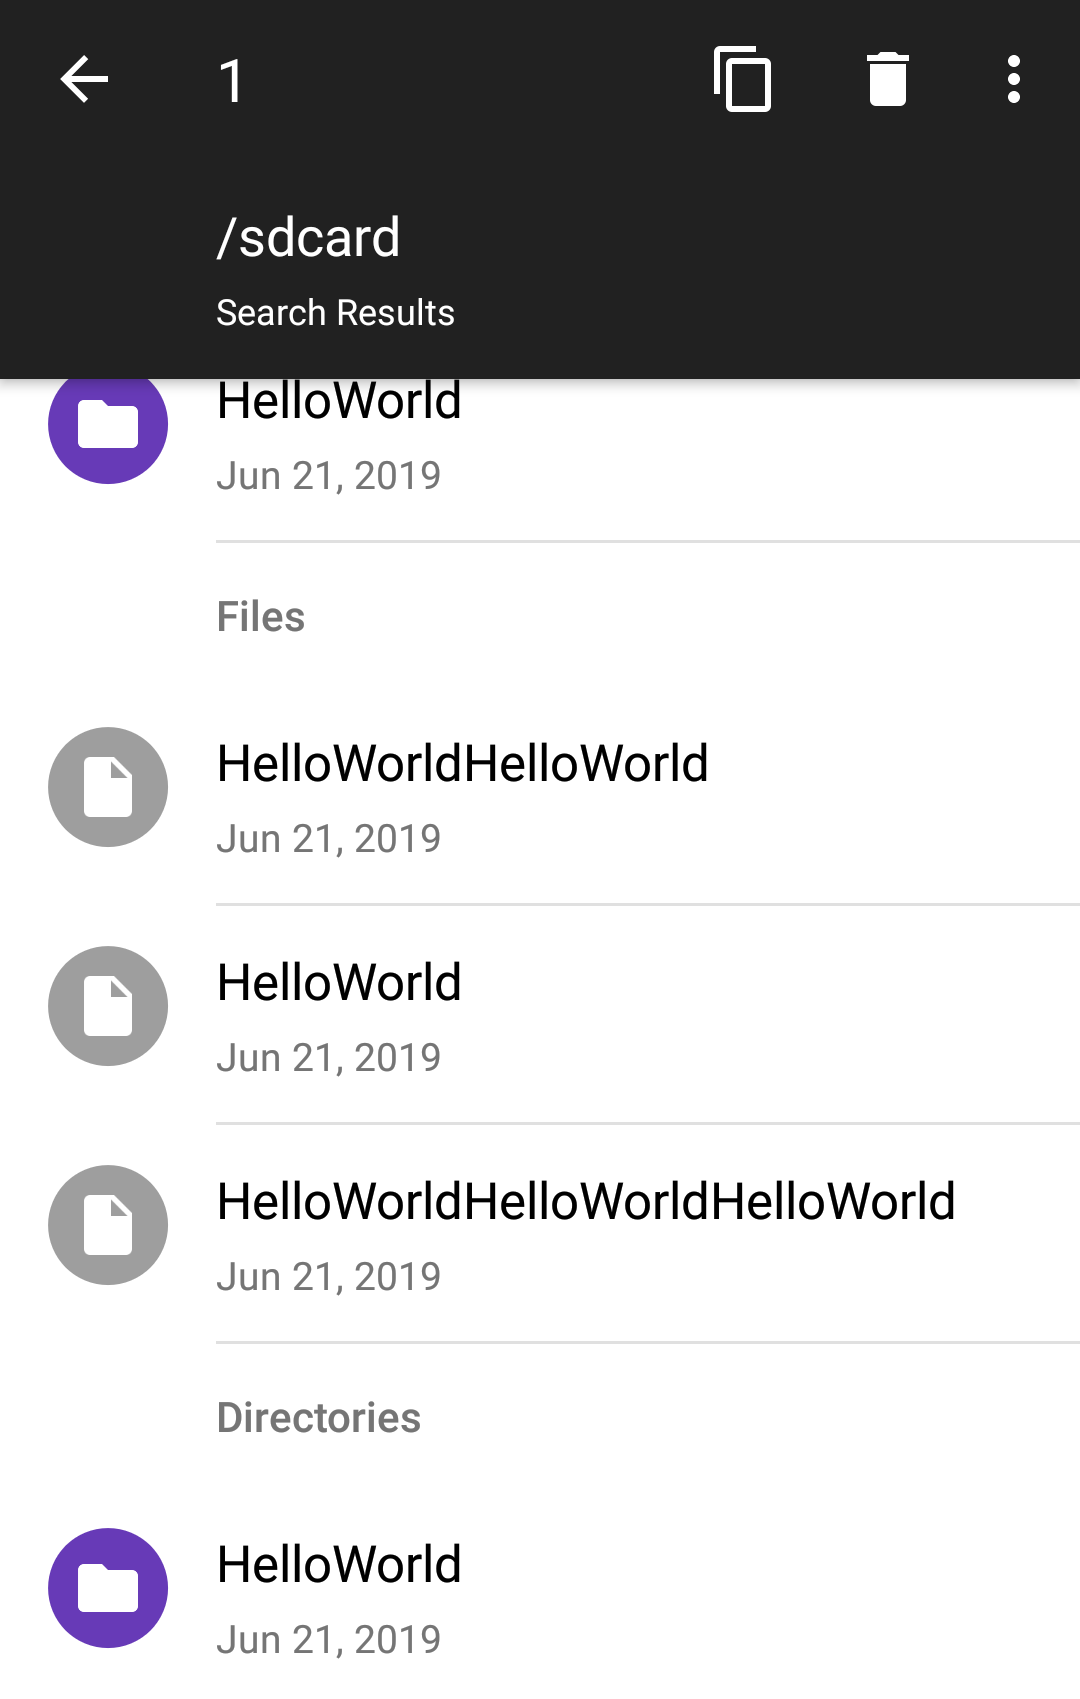 1
/sdcard
Search Results
HelloWorld
Jun 21, 2019
Files
HelloWorldHelloWorld
Jun 21, 2019
HelloWorld
Jun 21, 2019
HelloWorldHelloWorldHelloWorld
Jun 21, 2019
Directories
HelloWorld
Jun 21, 2019